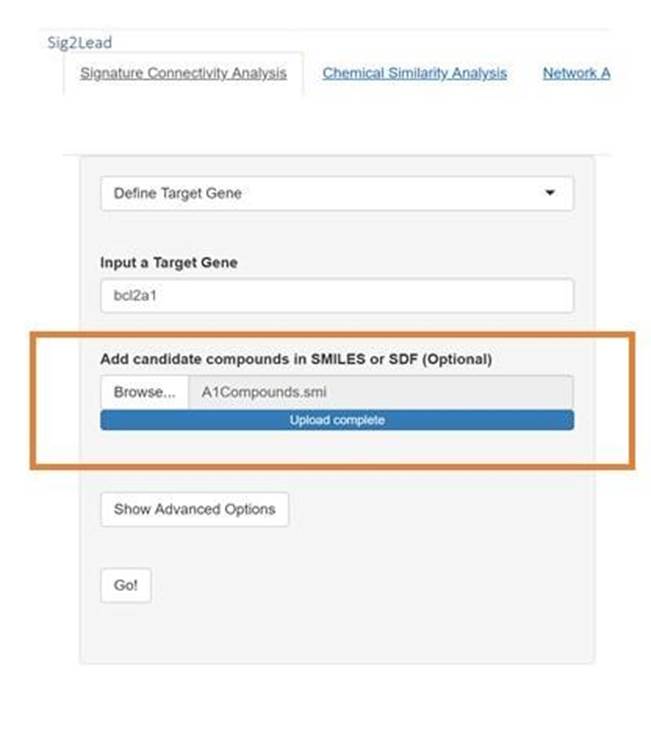 Sig2Lead
Signature Connectivity Analysis Chemical Similarity Analysis Network A
Define Target Gene
Input a Target Gene
bcl2a1
Add candidate compounds in SMILES or SDF (Optional)
Browse... A1Compounds.smi
Upload complete
Show Advanced Options
Go!